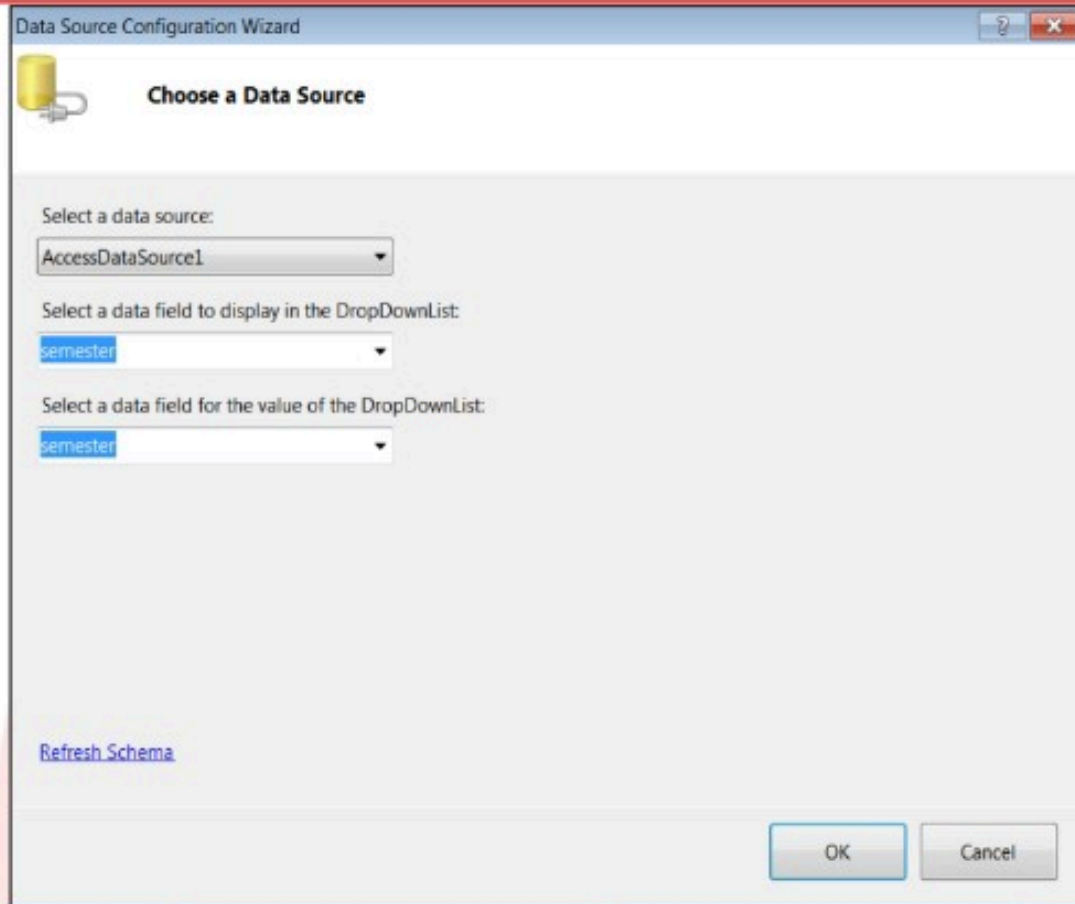 Data Source Configuration Wizard
Choose a Data Source
Select a data source:
AccessDataSource1
Select a data field to display in the DropDownList:
semester
Select a data field for the value of the DropDownList:
semester
Refresh Schema
OK
Cancel